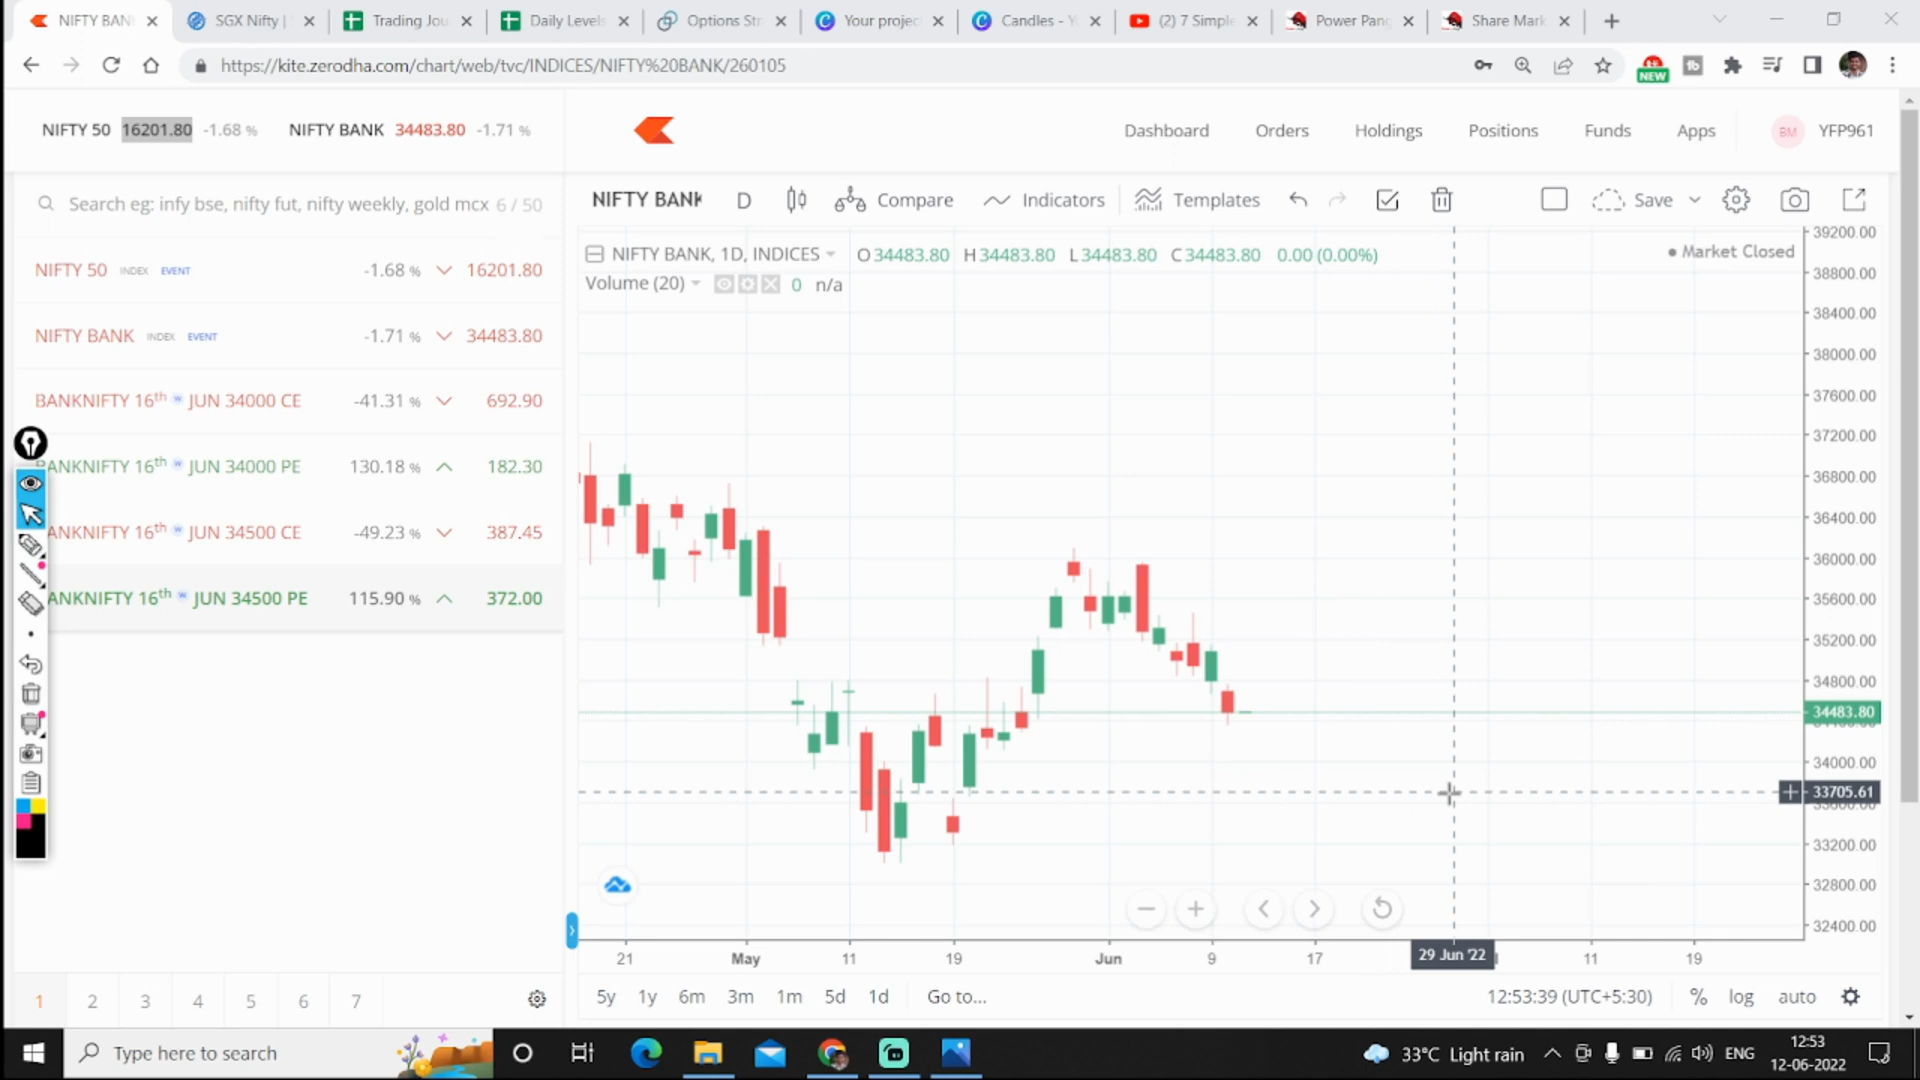 NIFTY BAN
SGX Nifty |
Trading Jou
Daily Levels
Options Str
Your projec
Candles - Y
(2) 7 Simple
Power Pang
Share Mark
https://kite.zerodha.com/chart/web/tvc/INDICES/NIFTY%20BANK/260105
NEW
NIFTY 50 16201.80 -1.68 % NIFTY BANK 34483.80 -1.71 %
Dashboard Orders Holdings Positions Funds Apps BM YFP961
Search eg: infy bse, nifty fut, nifty weekly, gold mcx 6 / 50
NIFTY 50 INDEX EVENT -1.68 % 16201.80
NIFTY BANK INDEX EVENT -1.71 % 34483.80
BANKNIFTY 16th w JUN 34000 CE -41.31 % 692.90
BANKNIFTY 16th w JUN 34000 PE 130.18 % 182.30
ANKNIFTY 16th w JUN 34500 CE -49.23 % 387.45
ANKNIFTY 16th w JUN 34500 PE 115.90 % 372.00
1 2 3 4 5 6 7
NIFTY BANK D Compare Indicators Templates Save
NIFTY BANK, 1D, INDICES O34483.80 H34483.80 L34483.80 C34483.80 0.00 (0.00%)
Market Closed
Volume (20) 0 n/a
39200.00
38800.00
38400.00
38000.00
37600.00
37200.00
36800.00
36400.00
36000.00
35600.00
35200.00
34800.00
34483.80
34000.00
33705.61
33200.00
32800.00
32400.00
21 May 11 19 Jun 9 17 29 Jun '22 11 19
5y 1y 6m 3m 1m 5d 1d Go to...
12:53:39 (UTC+5:30) % log auto
Type here to search
33°C Light rain
ENG
12:53
12-06-2022